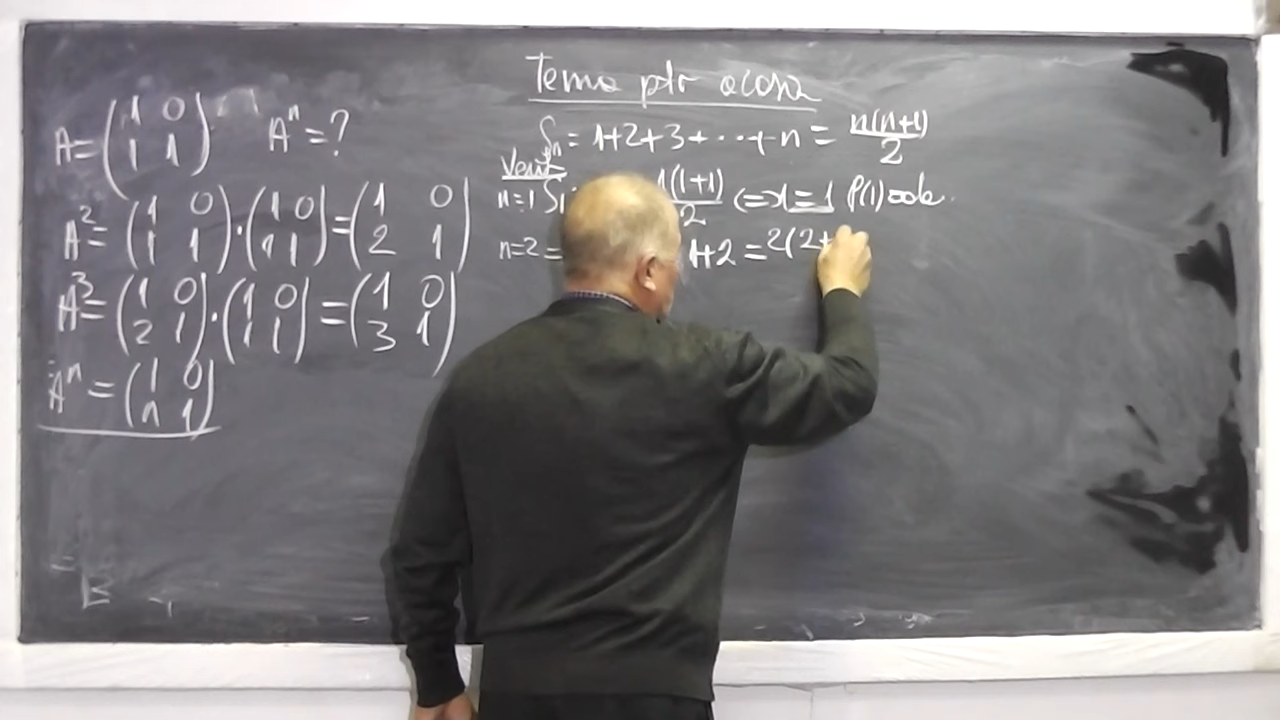 A = (1 0 / 1 1) Aⁿ = ?
A² = (1 0 / 1 1) · (1 0 / 1 1) = (1 0 / 2 1)
A³ = (1 0 / 2 1) · (1 0 / 1 1) = (1 0 / 3 1)
Aⁿ = (1 0 / n 1)
Tema ptr acasa
Sₙ = 1+2+3+...+n = n(n+1)/2
Verif
n=1 S₁ = 1(1+1)/2 ⇔ 1=1 P(1) adev.
n=2 = 1+2 = 2(2+